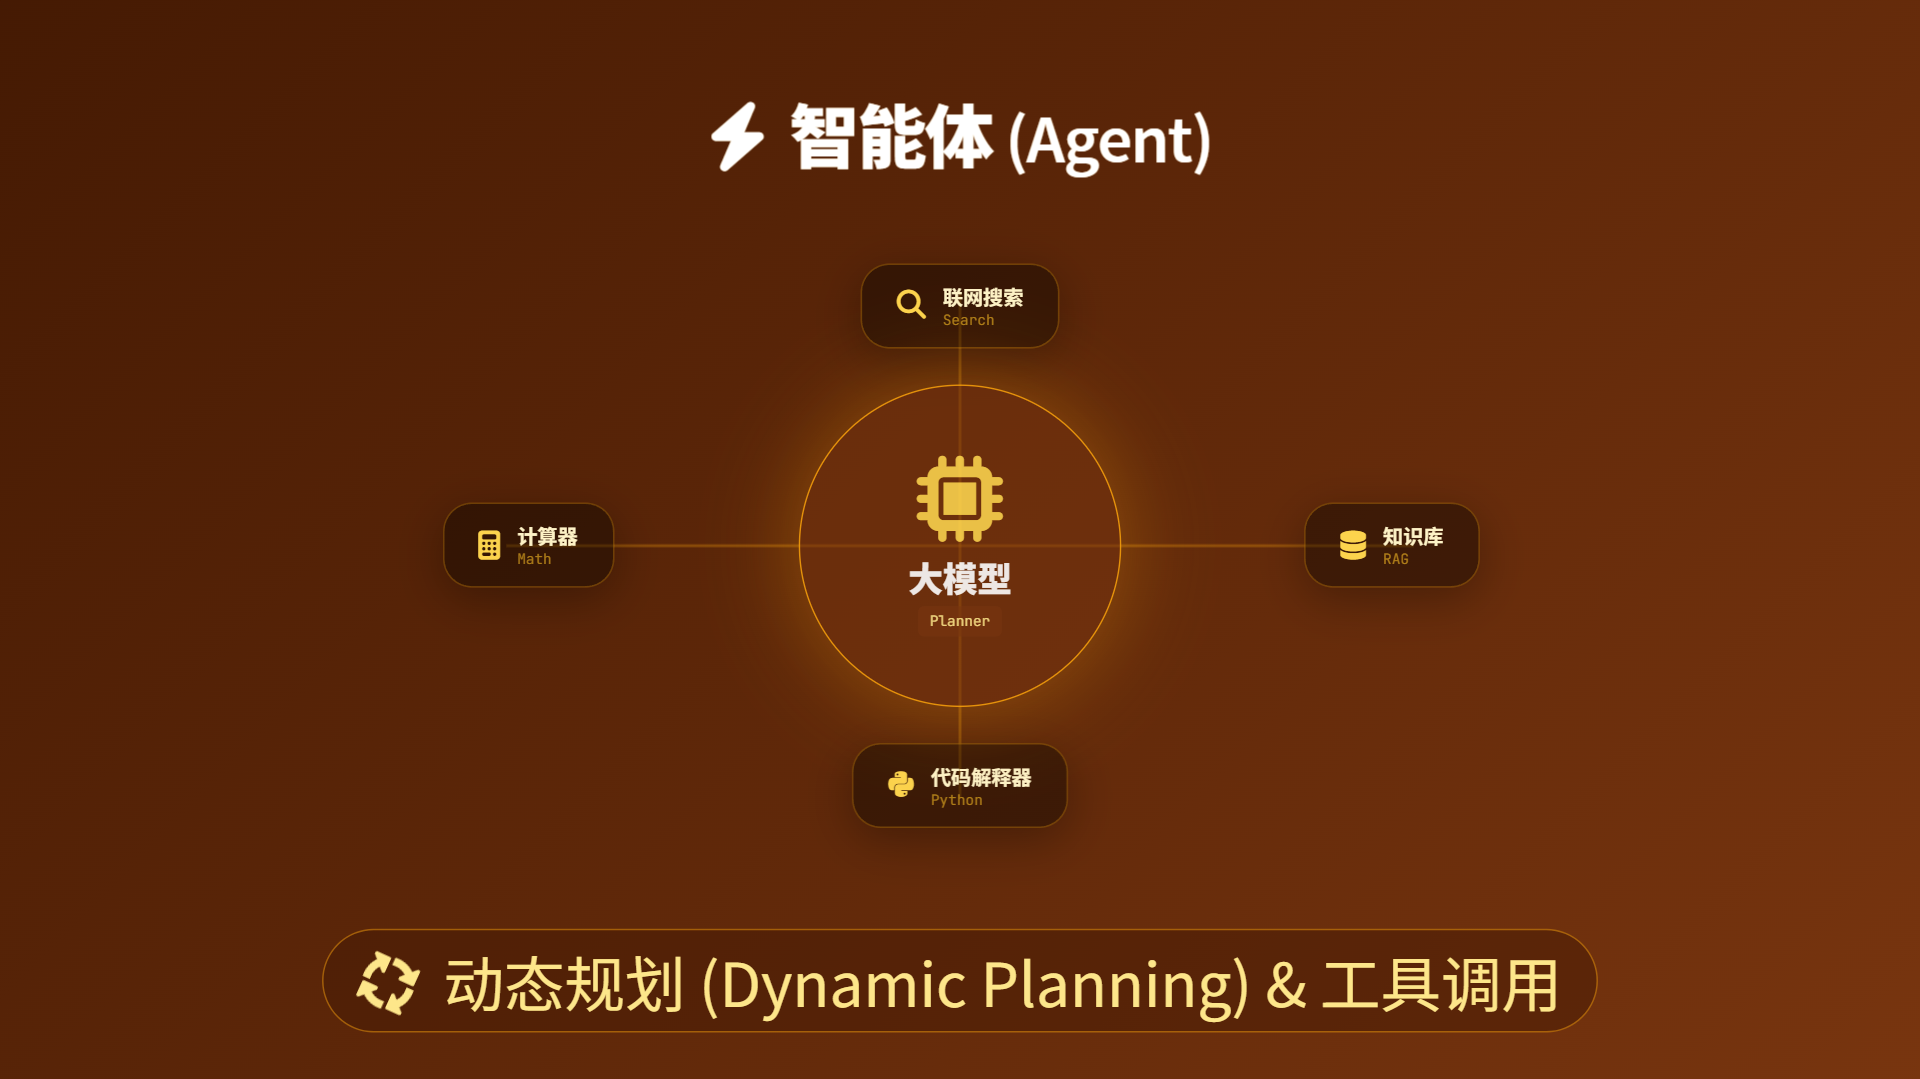 智能体 (Agent)
联网搜索
Search
计算器
Math
大模型
Planner
知识库
RAG
代码解释器
Python
动态规划 (Dynamic Planning) & 工具调用